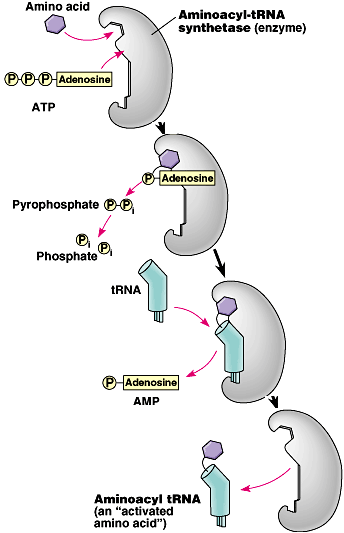 Amino acid
Aminoacyl-tRNA
synthetase (enzyme)
P P P Adenosine
ATP
P Adenosine
Pyrophosphate P Pi
Pi Pi
Phosphate
tRNA
P Adenosine
AMP
Aminoacyl tRNA
(an “activated
amino acid”)